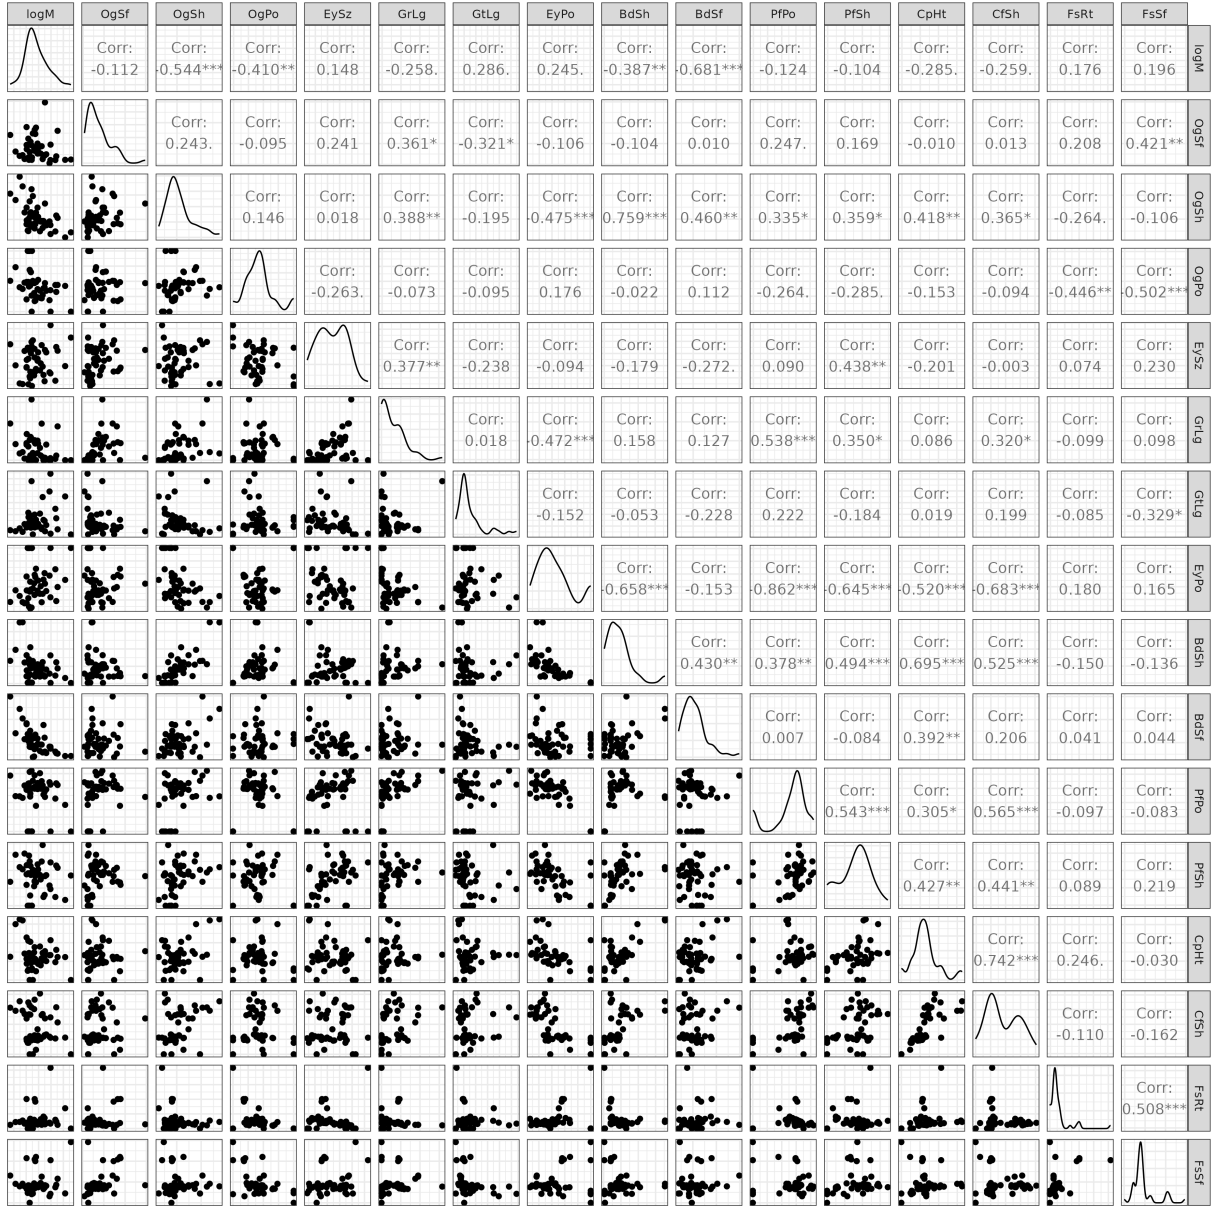 logM OgSf OgSh OgPo EySz GrLg GtLg EyPo BdSh BdSf PfPo PfSh CpHt CfSh FsRt FsSf
Corr: Corr: Corr: Corr: Corr: Corr: Corr: Corr: Corr: Corr: Corr: Corr: Corr: Corr: Corr:
-0.112 -0.544*** -0.410** 0.148 -0.258. 0.286. 0.245. -0.387** -0.681*** -0.124 -0.104 -0.285. -0.259. 0.176 0.196
logM
Corr: Corr: Corr: Corr: Corr: Corr: Corr: Corr: Corr: Corr: Corr: Corr: Corr: Corr:
0.243. -0.095 0.241 0.361* -0.321* -0.106 -0.104 0.010 0.247. 0.169 -0.010 0.013 0.208 0.421**
OgSf
Corr: Corr: Corr: Corr: Corr: Corr: Corr: Corr: Corr: Corr: Corr: Corr: Corr:
0.146 0.018 0.388** -0.195 -0.475*** 0.759*** 0.460** 0.335* 0.359* 0.418** 0.365* -0.264. -0.106
OgSh
Corr: Corr: Corr: Corr: Corr: Corr: Corr: Corr: Corr: Corr: Corr: Corr:
-0.263. -0.073 -0.095 0.176 -0.022 0.112 -0.264. -0.285. -0.153 -0.094 -0.446** -0.502***
OgPo
Corr: Corr: Corr: Corr: Corr: Corr: Corr: Corr: Corr: Corr: Corr:
0.377** -0.238 -0.094 -0.179 -0.272. 0.090 0.438** -0.201 -0.003 0.074 0.230
EySz
Corr: Corr: Corr: Corr: Corr: Corr: Corr: Corr: Corr: Corr:
0.018 -0.472*** 0.158 0.127 0.538*** 0.350* 0.086 0.320* -0.099 0.098
GrLg
Corr: Corr: Corr: Corr: Corr: Corr: Corr: Corr: Corr:
-0.152 -0.053 -0.228 0.222 -0.184 0.019 0.199 -0.085 -0.329*
GtLg
Corr: Corr: Corr: Corr: Corr: Corr: Corr: Corr:
-0.658*** -0.153 -0.862*** -0.645*** -0.520*** -0.683*** 0.180 0.165
EyPo
Corr: Corr: Corr: Corr: Corr: Corr: Corr:
0.430** 0.378** 0.494*** 0.695*** 0.525*** -0.150 -0.136
BdSh
Corr: Corr: Corr: Corr: Corr: Corr:
0.007 -0.084 0.392** 0.206 0.041 0.044
BdSf
Corr: Corr: Corr: Corr: Corr:
0.543*** 0.305* 0.565*** -0.097 -0.083
PfPo
Corr: Corr: Corr: Corr:
0.427** 0.441** 0.089 0.219
PfSh
Corr: Corr: Corr:
0.742*** 0.246. -0.030
CpHt
Corr: Corr:
-0.110 -0.162
CfSh
Corr:
0.508***
FsRt
FsSf